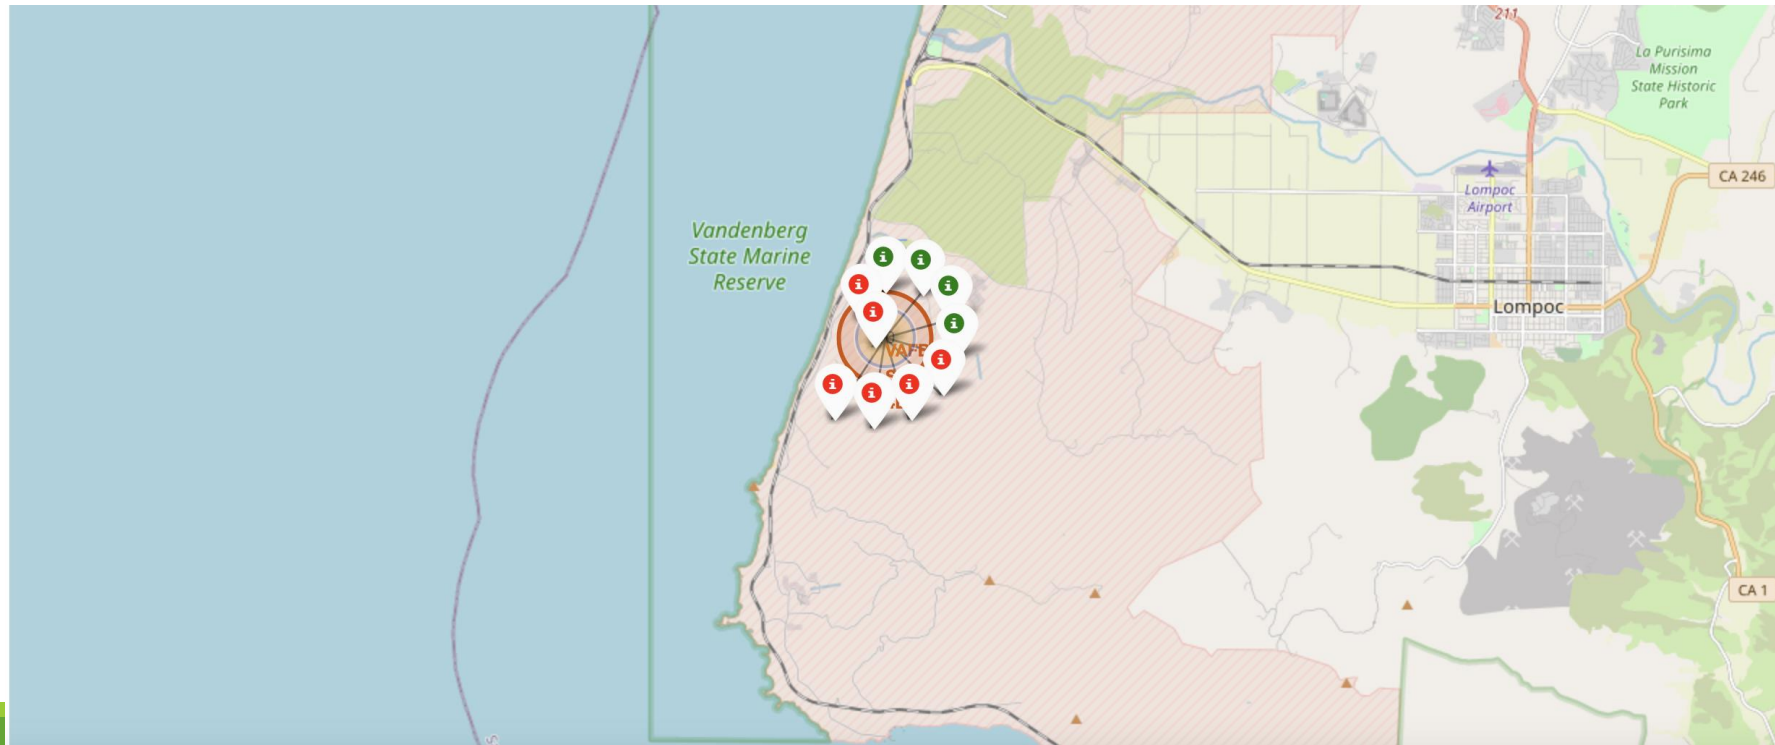 211
La Purisima
Mission
State Historic
Park
CA 246
Lompoc
Airport
Vandenberg
State Marine
Reserve
Lompoc
CA 1